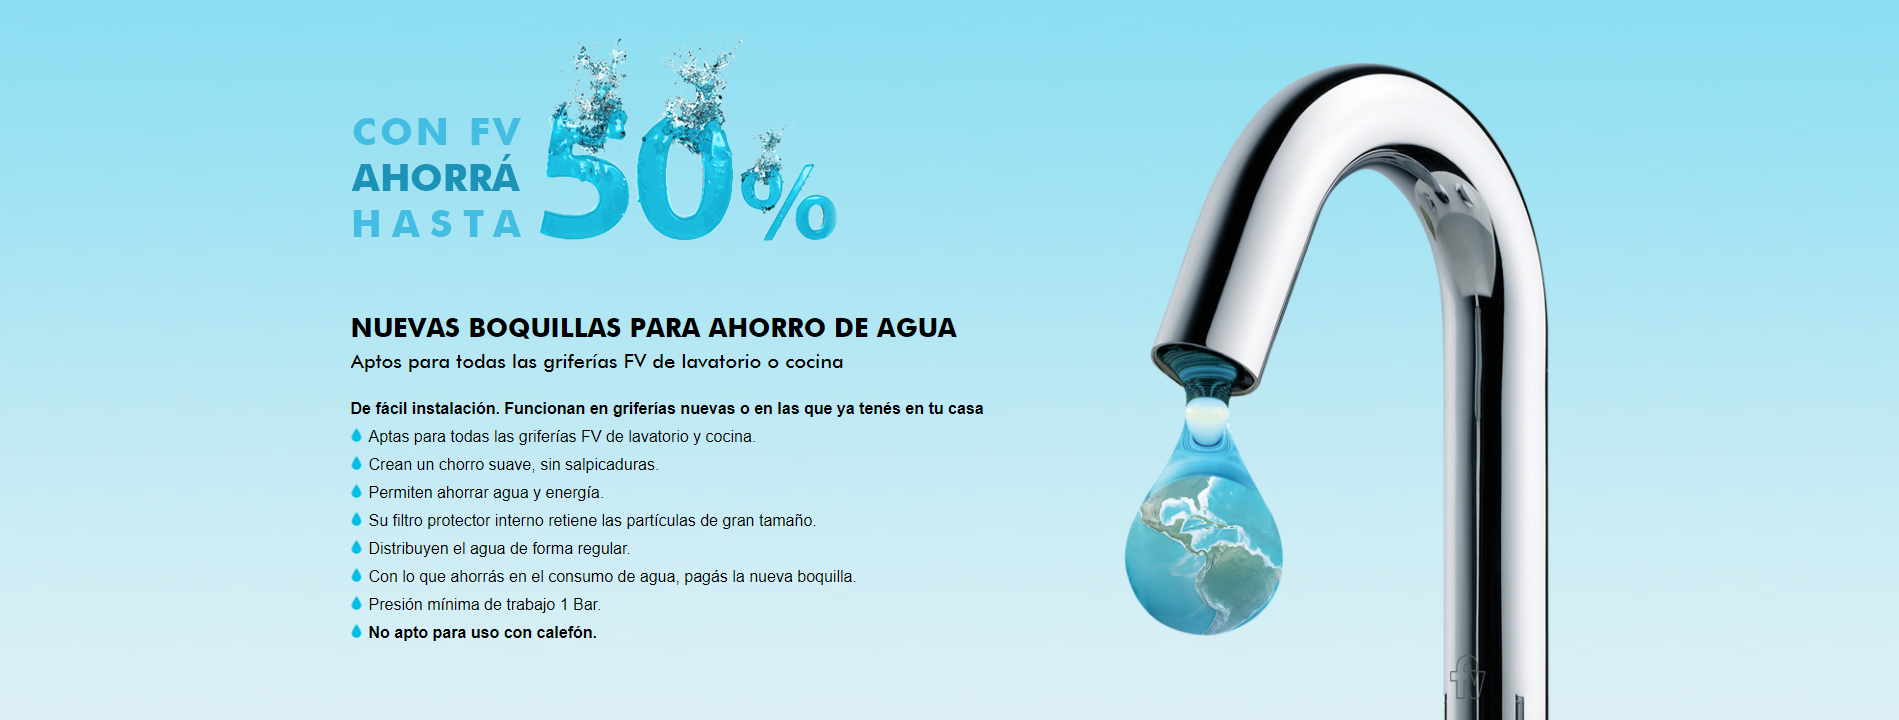 CON FV
AHORRÁ
HASTA
50%
NUEVAS BOQUILLAS PARA AHORRO DE AGUA
Aptos para todas las griferías FV de lavatorio o cocina
De fácil instalación. Funcionan en griferías nuevas o en las que ya tenés en tu casa
Aptas para todas las griferías FV de lavatorio y cocina.
Crean un chorro suave, sin salpicaduras.
Permiten ahorrar agua y energía.
Su filtro protector interno retiene las partículas de gran tamaño.
Distribuyen el agua de forma regular.
Con lo que ahorrás en el consumo de agua, pagás la nueva boquilla.
Presión mínima de trabajo 1 Bar.
No apto para uso con calefón.
fv